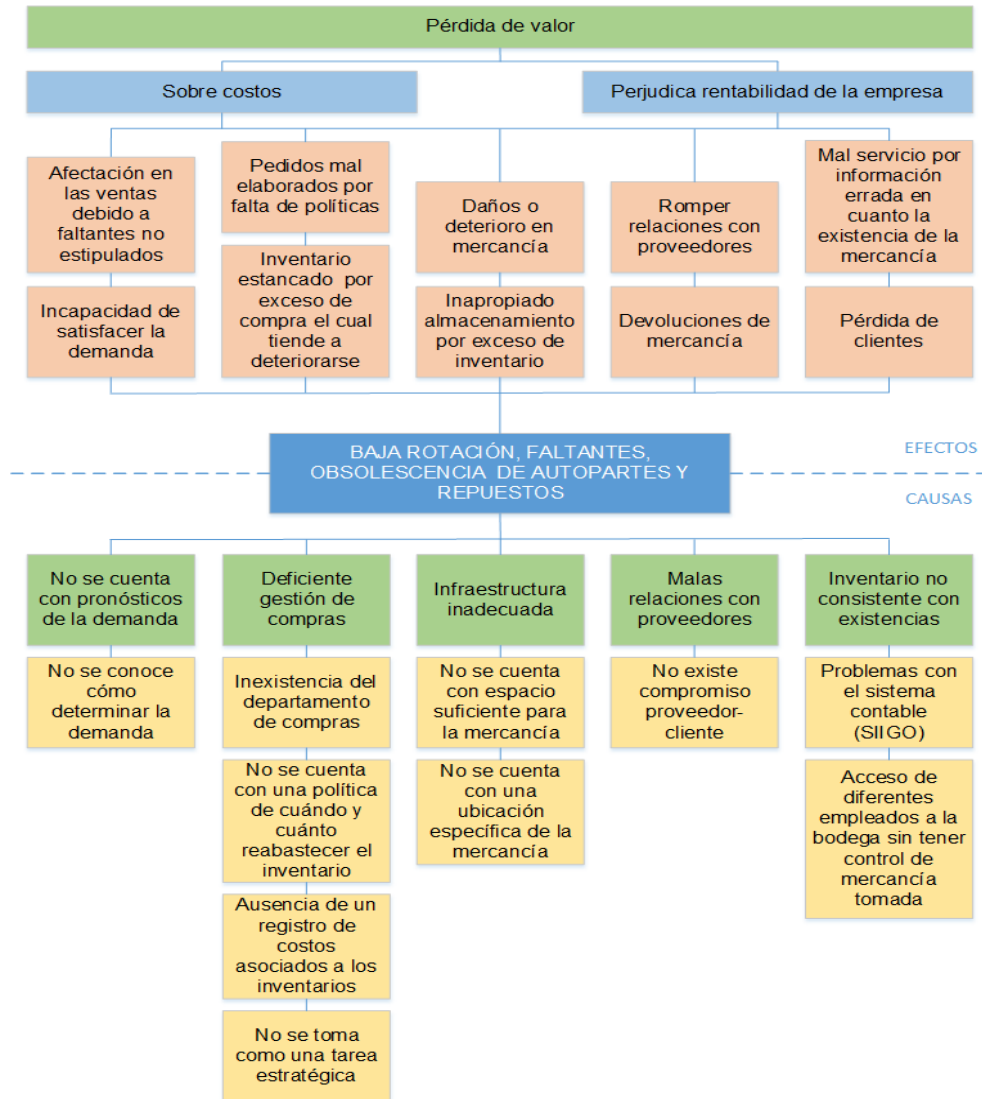 Pérdida de valor
Sobre costos
Perjudica rentabilidad de la empresa
Afectación en
las ventas
debido a
faltantes no
estipulados
Incapacidad de
satisfacer la
demanda
Pedidos mal
elaborados por
falta de políticas
Inventario
estancado por
exceso de
compra el cual
tiende a
deteriorarse
Daños o
deterioro en
mercancía
Inapropiado
almacenamiento
por exceso de
inventario
Romper
relaciones con
proveedores
Devoluciones de
mercancía
Mal servicio por
información
errada en
cuanto la
existencia de la
mercancía
Pérdida de
clientes
BAJA ROTACIÓN, FALTANTES,
OBSOLESCENCIA DE AUTOPARTES Y
REPUESTOS
EFECTOS
CAUSAS
No se cuenta
con pronósticos
de la demanda
No se conoce
cómo
determinar la
demanda
Deficiente
gestión de
compras
Inexistencia del
departamento
de compras
No se cuenta
con una política
de cuándo y
cuánto
reabastecer el
inventario
Ausencia de un
registro de
costos
asociados a los
inventarios
No se toma
como una tarea
estratégica
Infraestructura
inadecuada
No se cuenta
con espacio
suficiente para
la mercancía
No se cuenta
con una
ubicación
específica de la
mercancía
Malas
relaciones con
proveedores
No existe
compromiso
proveedor-
cliente
Inventario no
consistente con
existencias
Problemas con
el sistema
contable
(SIIGO)
Acceso de
diferentes
empleados a la
bodega sin tener
control de
mercancía
tomada